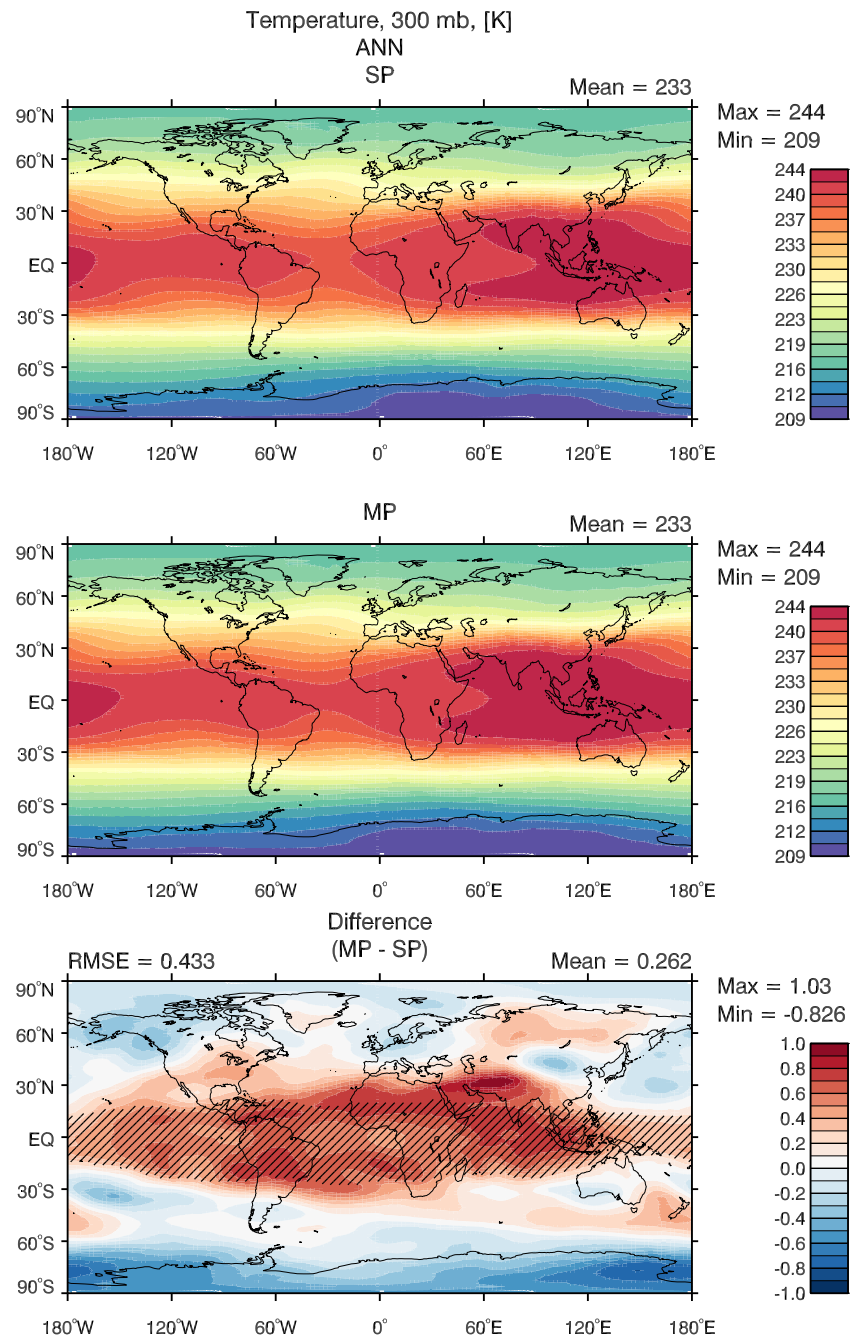 Temperature, 300 mb, [K]
ANN
SP
Mean = 233
Max = 244
Min = 209
90°N
60°N
30°N
EQ
30°S
60°S
90°S
180°W 120°W 60°W 0° 60°E 120°E 180°E
244
240
237
233
230
226
223
219
216
212
209
MP
Mean = 233
Max = 244
Min = 209
90°N
60°N
30°N
EQ
30°S
60°S
90°S
180°W 120°W 60°W 0° 60°E 120°E 180°E
244
240
237
233
230
226
223
219
216
212
209
Difference
(MP - SP)
RMSE = 0.433
Mean = 0.262
Max = 1.03
Min = -0.826
90°N
60°N
30°N
EQ
30°S
60°S
90°S
180°W 120°W 60°W 0° 60°E 120°E 180°E
1.0
0.8
0.6
0.4
0.2
0.0
-0.2
-0.4
-0.6
-0.8
-1.0